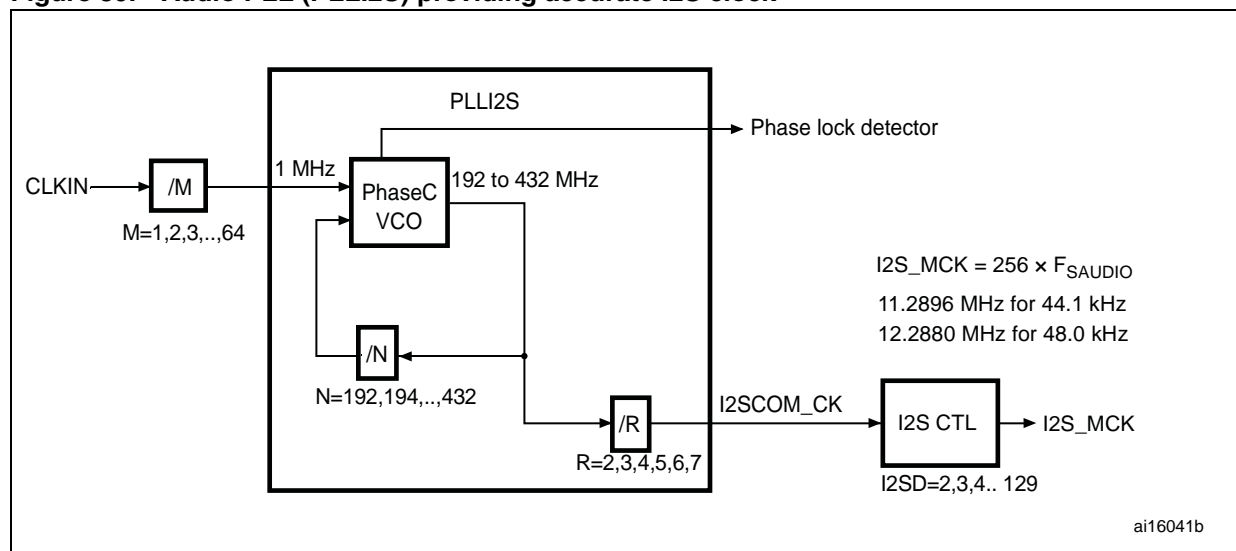 PLLI2S
Phase lock detector
1 MHz
192 to 432 MHz
CLKIN
/M
PhaseC
VCO
M=1,2,3,..,64
I2S_MCK = 256 × FSAUDIO
11.2896 MHz for 44.1 kHz
12.2880 MHz for 48.0 kHz
/N
N=192,194,..,432
I2SCOM_CK
/R
I2S CTL
I2S_MCK
R=2,3,4,5,6,7
I2SD=2,3,4.. 129
ai16041b